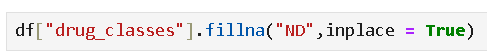 df["drug_classes"].fillna("ND",inplace = True)